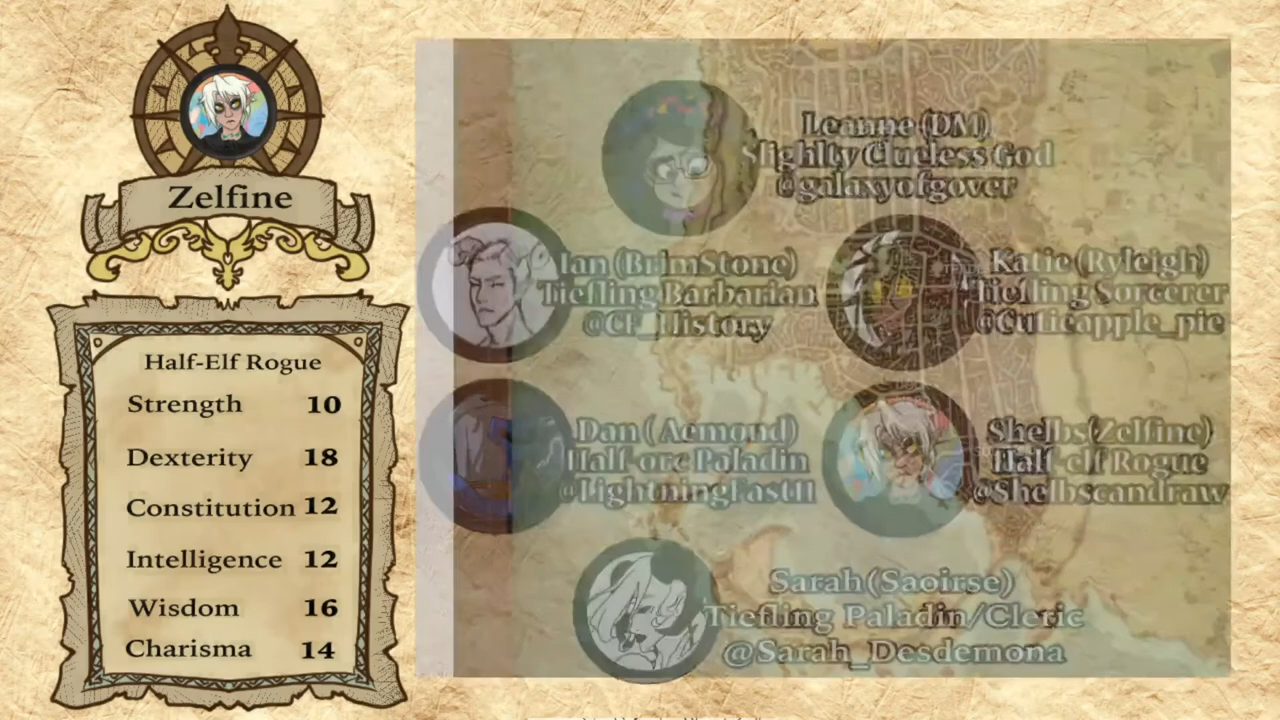 Zelfine
Half-Elf Rogue
Strength 10
Dexterity 18
Constitution 12
Intelligence 12
Wisdom 16
Charisma 14
Leanne (DM)
Slighlty Clueless God
@galaxyofgover
Ian (BrimStone)
Tiefling Barbarian
@CF_History
Katie (Ryleigh)
Tiefling Sorcerer
@Cutieapple_pie
Dan (Aemond)
Half-orc Paladin
Shelbs (Zelfine)
Half-elf Rogue
@Shelbscandraw
Sarah (Saoirse)
Tiefling Paladin/Cleric
@Sarah_Desdemona